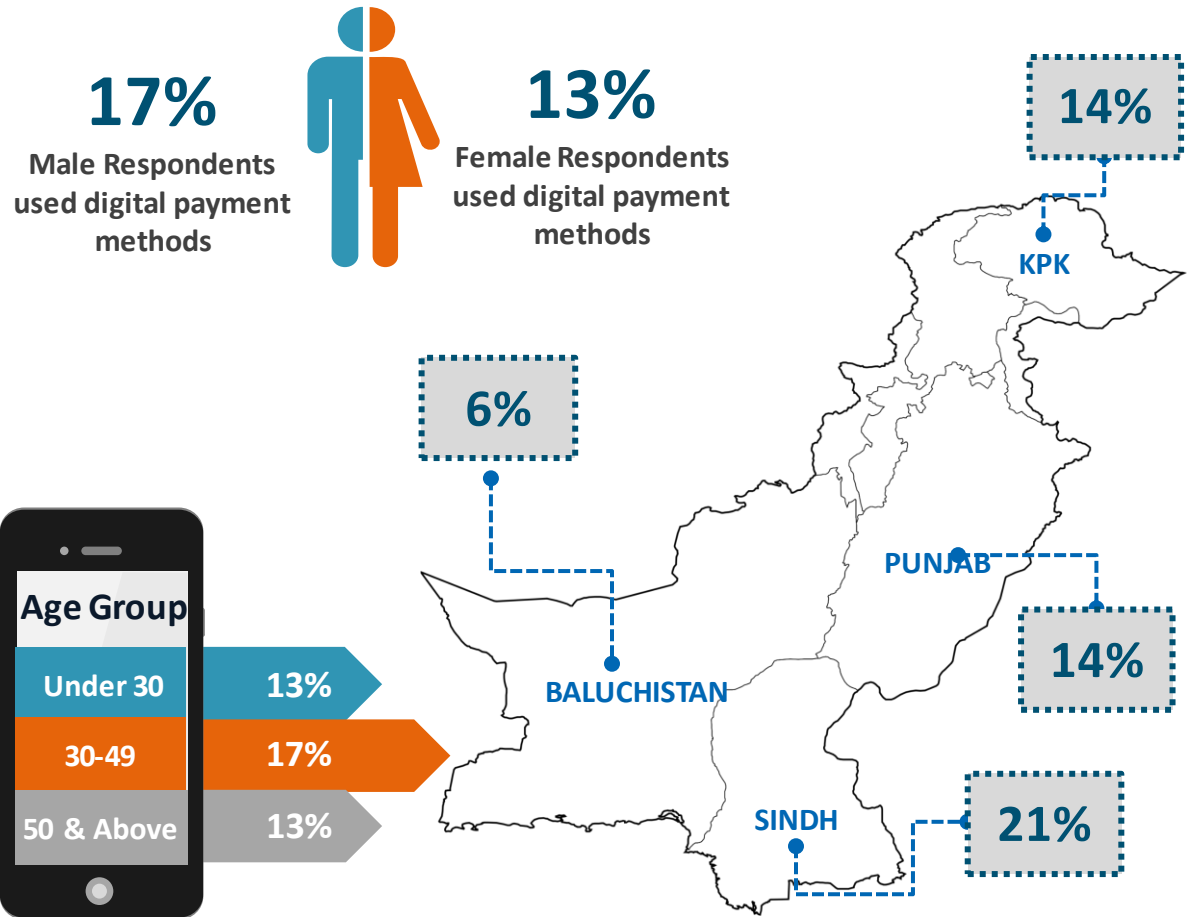 17%
Male Respondents
used digital payment
methods
13%
Female Respondents
used digital payment
methods
14%
KPK
6%
BALUCHISTAN
PUNJAB
14%
SINDH
21%
Age Group
Under 30 13%
30-49 17%
50 & Above 13%